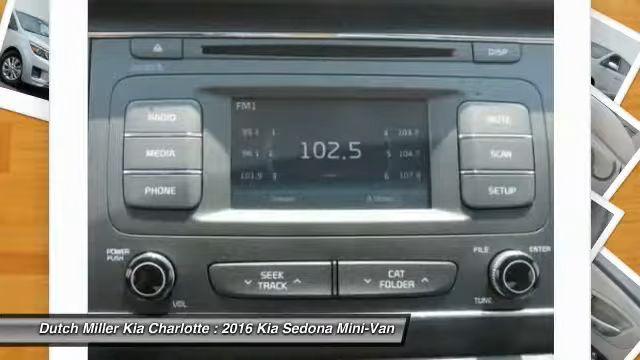 DISP
FM1
RADIO
MUTE
102.5
MEDIA
SCAN
PHONE
SETUP
POWER
PUSH
FILE
ENTER
SEEK
TRACK
CAT
FOLDER
VOL
TUNE
Dutch Miller Kia Charlotte : 2016 Kia Sedona Mini-Van